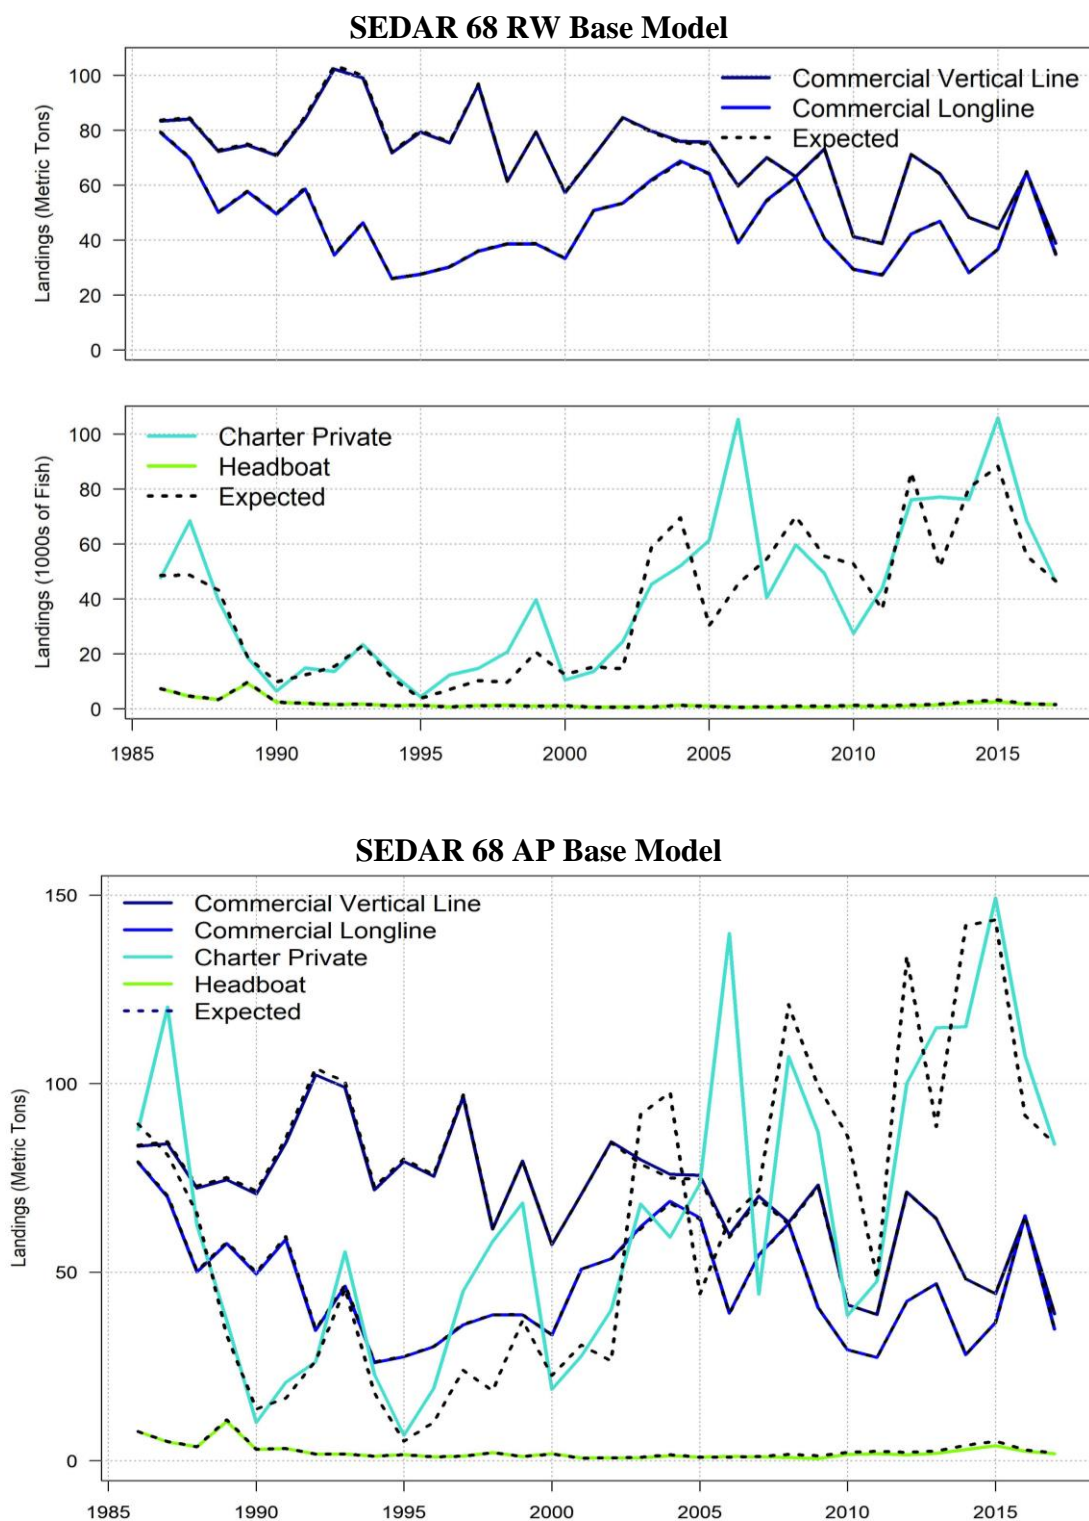 SEDAR 68 RW Base Model
Landings (Metric Tons)
100
80
60
40
20
0
Commercial Vertical Line
Commercial Longline
Expected
Landings (1000s of Fish)
100
80
60
40
20
0
Charter Private
Headboat
Expected
1985 1990 1995 2000 2005 2010 2015
SEDAR 68 AP Base Model
Landings (Metric Tons)
150
100
50
0
Commercial Vertical Line
Commercial Longline
Charter Private
Headboat
Expected
1985 1990 1995 2000 2005 2010 2015